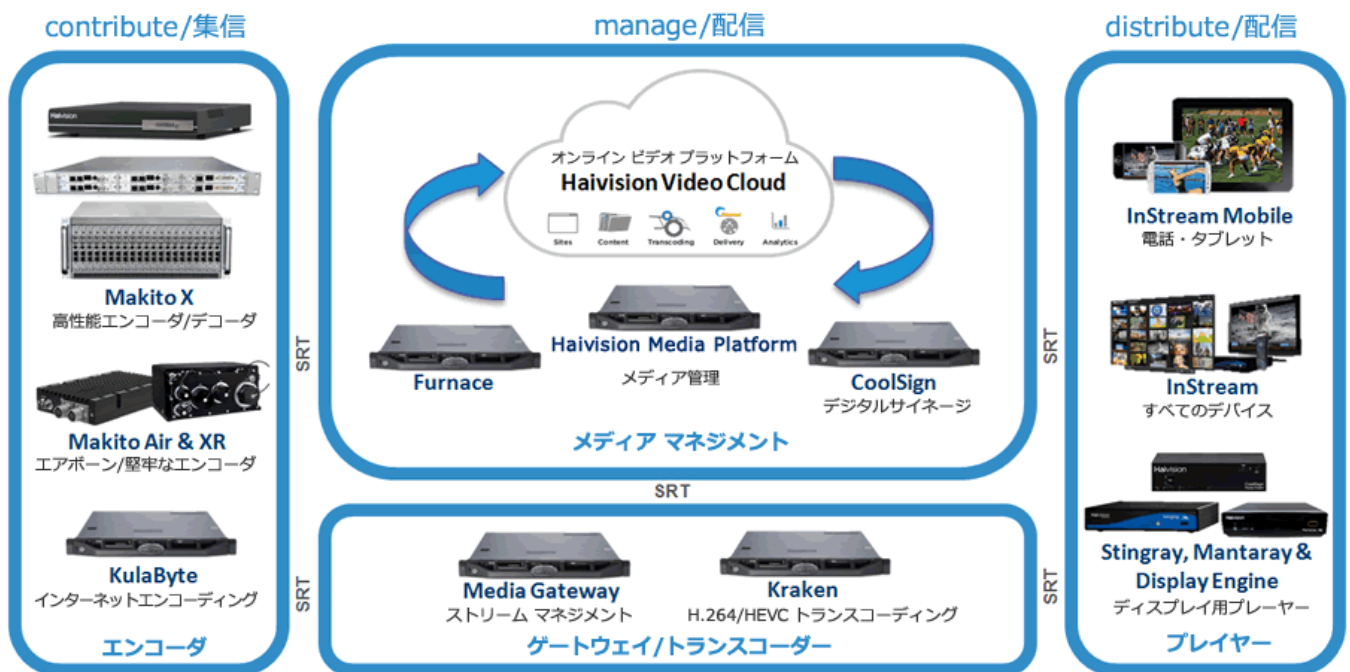 contribute/集信
manage/配信
distribute/配信
Haivision
Makito X
高性能エンコーダ/デコーダ
Makito Air & XR
エアボーン/堅牢なエンコーダ
KulaByte
インターネットエンコーディング
エンコーダ
SRT
SRT
オンライン ビデオ プラットフォーム
Haivision Video Cloud
Sites
Content
Transcoding
Delivery
Analytics
Furnace
Haivision Media Platform
メディア管理
CoolSign
デジタルサイネージ
メディア マネジメント
SRT
Media Gateway
ストリーム マネジメント
Kraken
H.264/HEVC トランスコーディング
ゲートウェイ/トランスコーダー
SRT
SRT
InStream Mobile
電話・タブレット
InStream
すべてのデバイス
Haivision
CoolSign
Stingray, Mantaray &
Display Engine
ディスプレイ用プレーヤー
プレイヤー